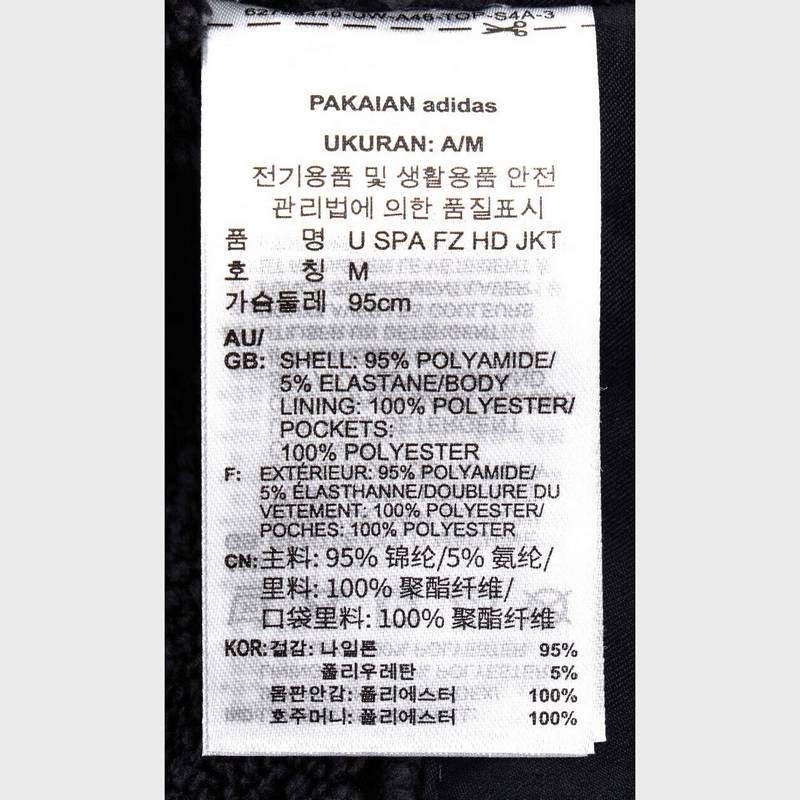 PAKAIAN adidas
UKURAN: A/M
전기용품 및 생활용품 안전
관리법에 의한 품질표시
품 명 U SPA FZ HD JKT
호 칭 M
가슴둘레 95cm
AU/
GB: SHELL: 95% POLYAMIDE/
5% ELASTANE/BODY
LINING: 100% POLYESTER/
POCKETS:
100% POLYESTER
F: EXTÉRIEUR: 95% POLYAMIDE/
5% ÉLASTHANNE/DOUBLURE DU
VETEMENT: 100% POLYESTER/
POCHES: 100% POLYESTER
CN: 主料: 95% 锦纶/5% 氨纶/
里料: 100% 聚酯纤维/
口袋里料: 100% 聚酯纤维
KOR: 겉감: 나일론 95%
폴리우레탄 5%
몸판안감: 폴리에스터 100%
호주머니: 폴리에스터 100%